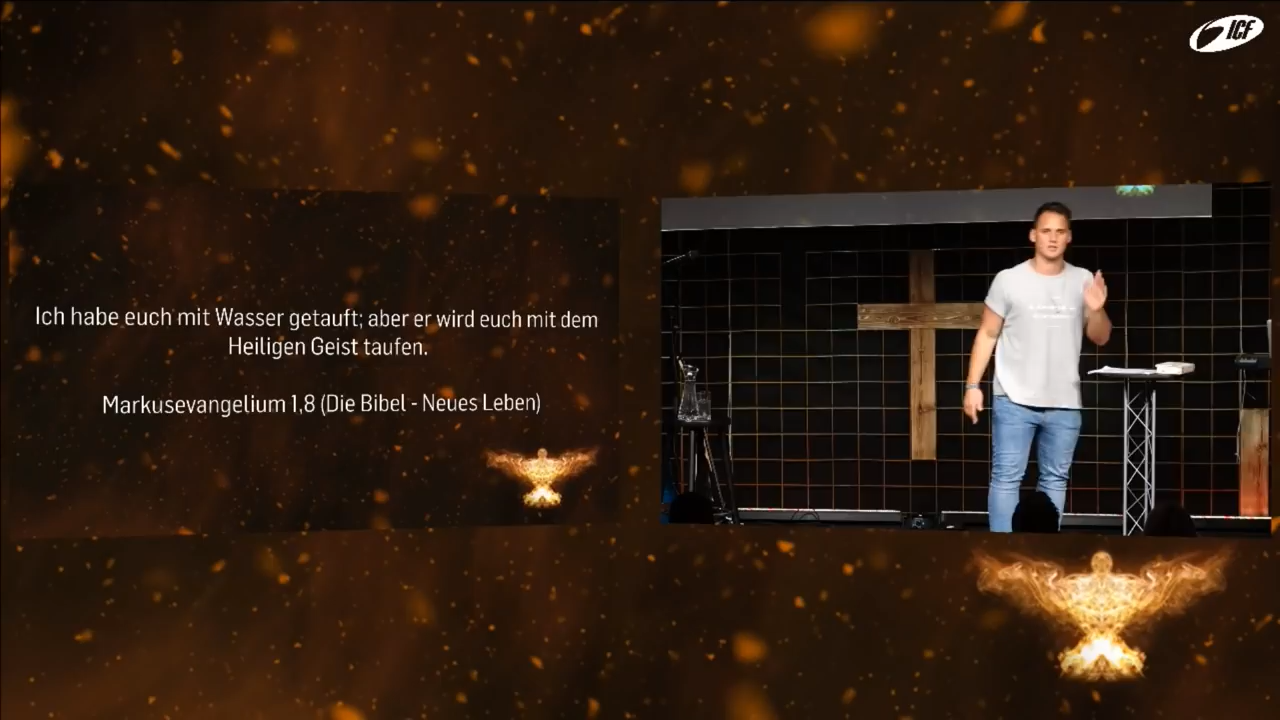 ICF
Ich habe euch mit Wasser getauft; aber er wird euch mit dem
Heiligen Geist taufen.
Markusevangelium 1,8 (Die Bibel - Neues Leben)